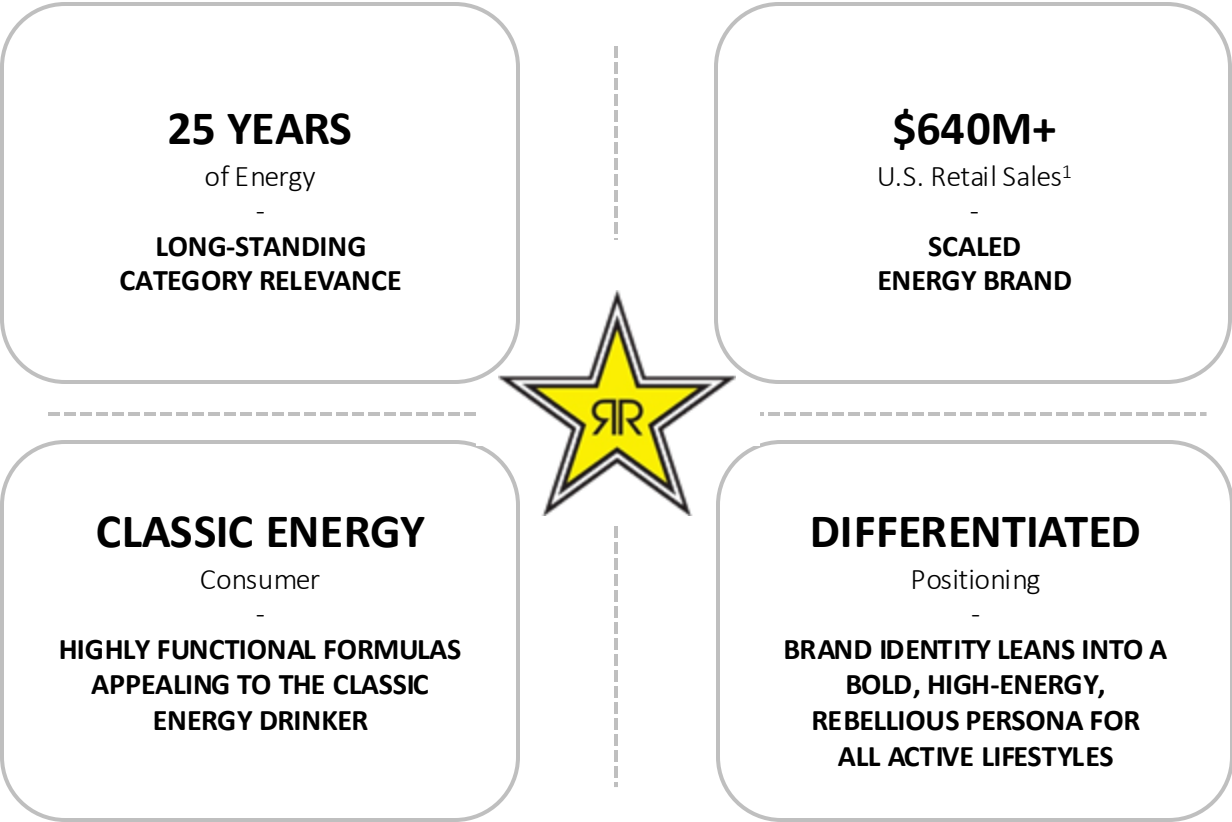 25 YEARS
of Energy
-
LONG-STANDING
CATEGORY RELEVANCE
$640M+
U.S. Retail Sales¹
-
SCALED
ENERGY BRAND
RR
CLASSIC ENERGY
Consumer
-
HIGHLY FUNCTIONAL FORMULAS
APPEALING TO THE CLASSIC
ENERGY DRINKER
DIFFERENTIATED
Positioning
-
BRAND IDENTITY LEANS INTO A
BOLD, HIGH-ENERGY,
REBELLIOUS PERSONA FOR
ALL ACTIVE LIFESTYLES